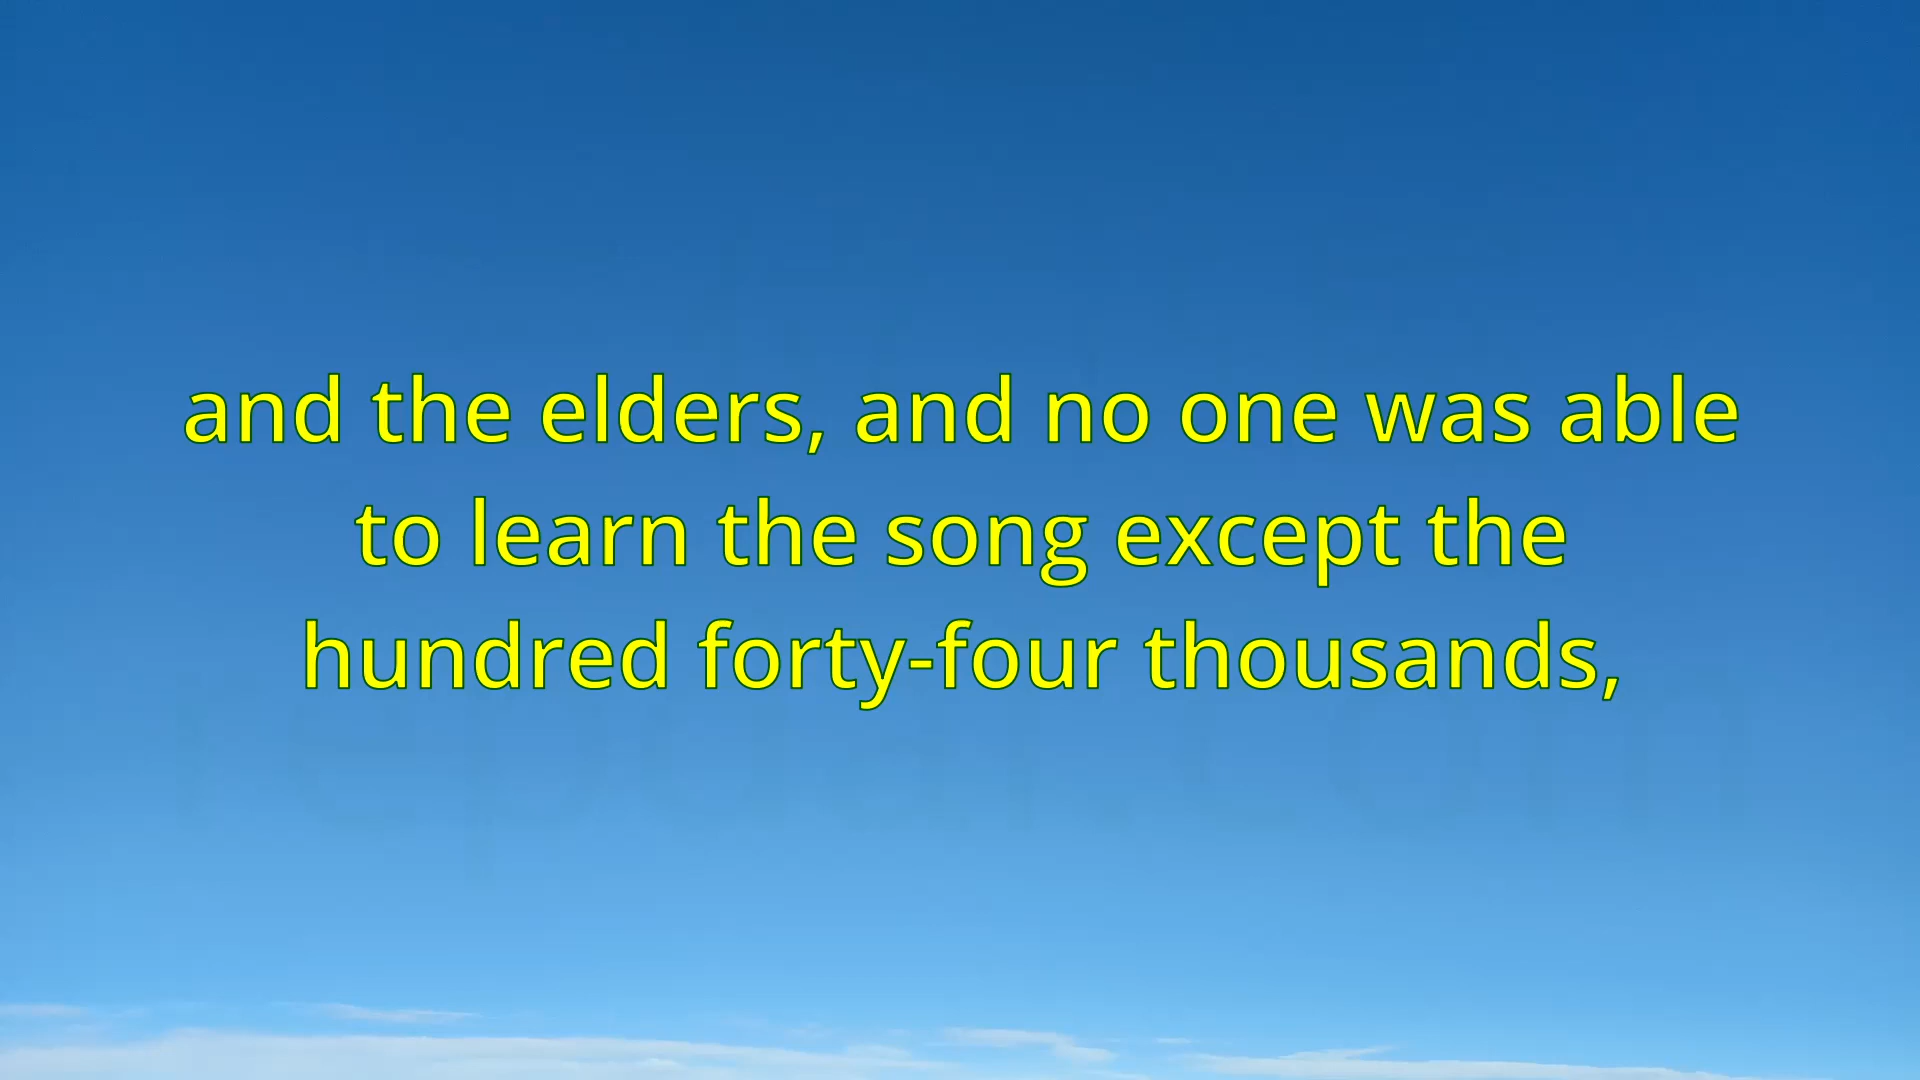 and the elders, and no one was able
to learn the song except the
hundred forty-four thousands,